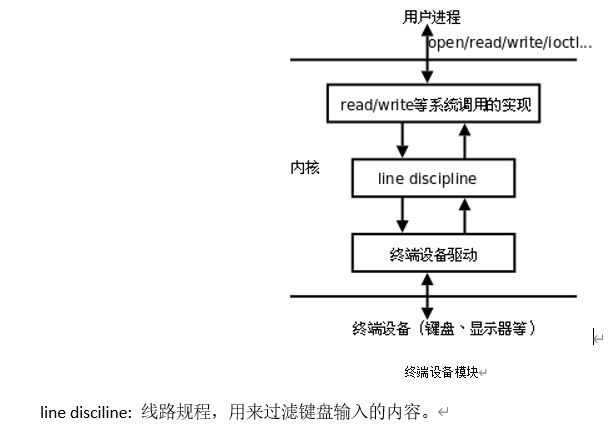 用户进程
open/read/write/ioctl...
read/write等系统调用的实现
内核
line discipline
终端设备驱动
终端设备（键盘、显示器等）
终端设备模块
line disciline: 线路规程，用来过滤键盘输入的内容。